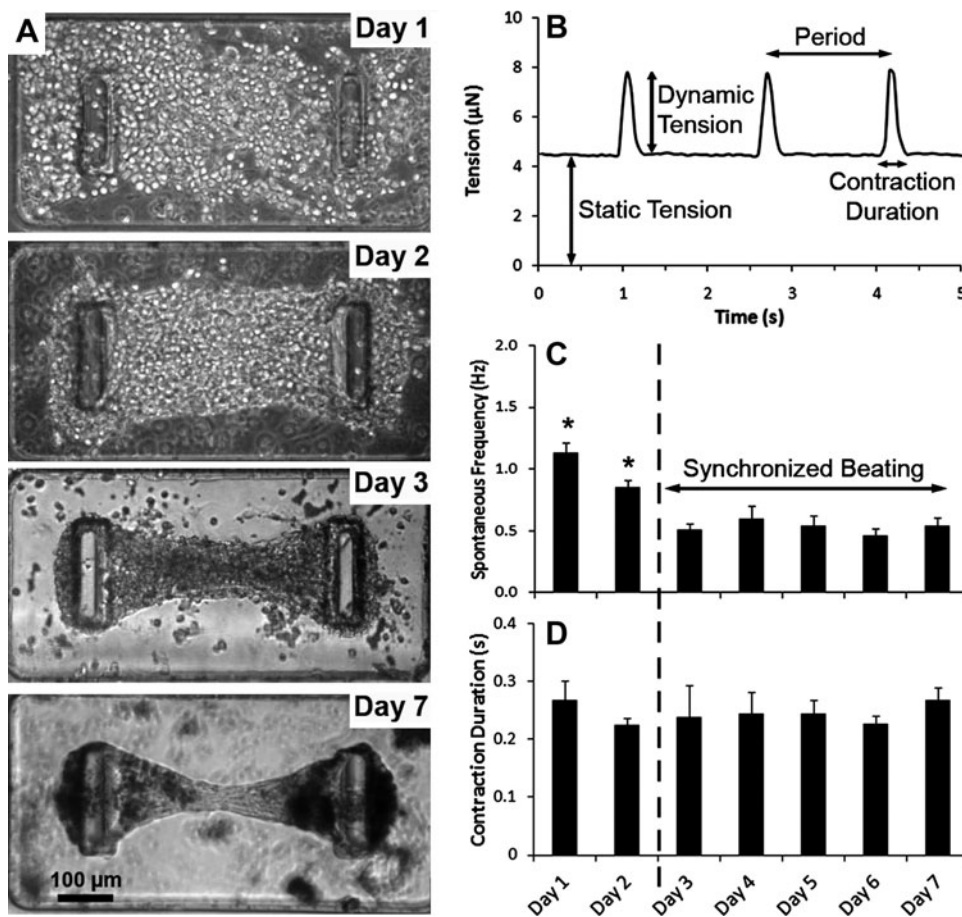 A
Day 1
Day 2
Day 3
Day 7
100 µm
B
Tension (µN)
10
8
6
4
2
0
Period
Dynamic
Tension
Static Tension
Contraction
Duration
0
1
2
3
4
5
Time (s)
C
Spontaneous Frequency (Hz)
2.0
1.5
1.0
0.5
0.0
*
*
Synchronized Beating
D
Contraction Duration (s)
0.4
0.3
0.2
0.1
0
Day 1
Day 2
Day 3
Day 4
Day 5
Day 6
Day 7